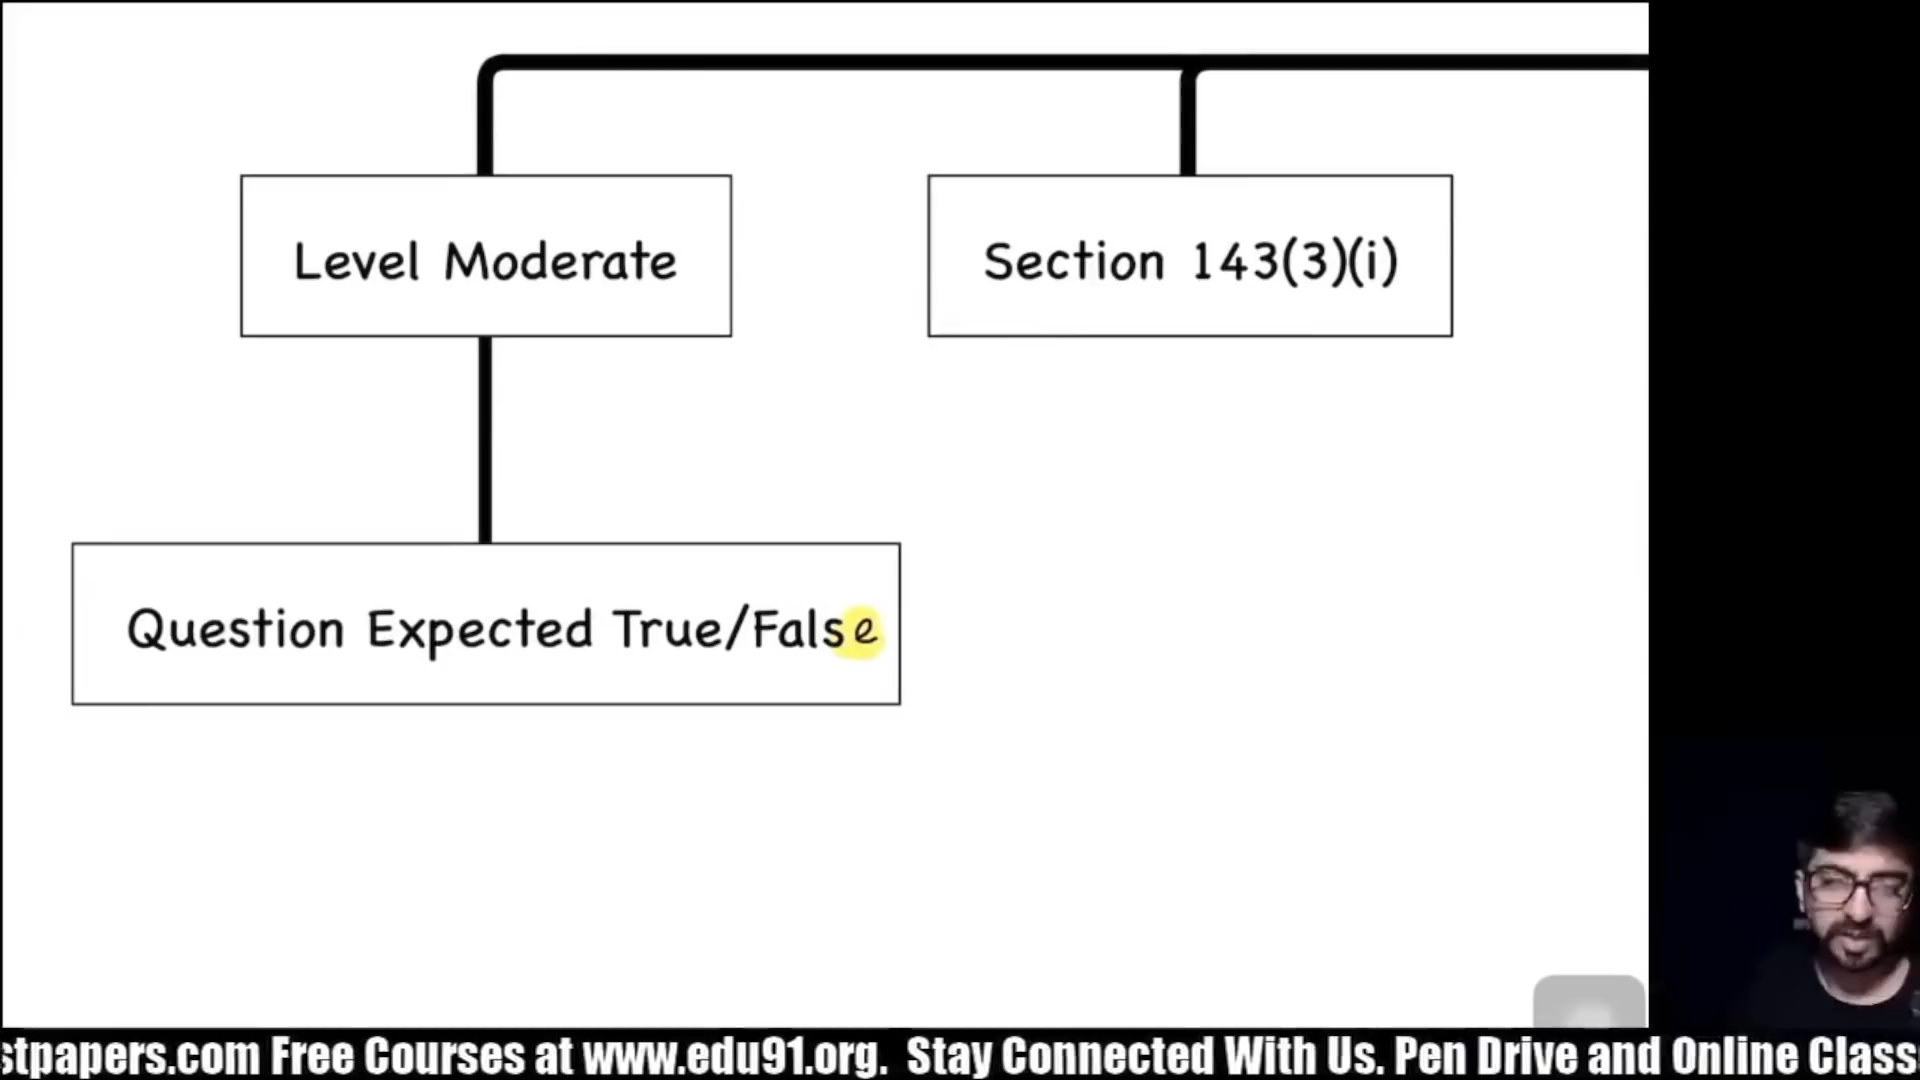 Level Moderate
Section 143(3)(i)
Question Expected True/False
stpapers.com Free Courses at www.edu91.org. Stay Connected With Us. Pen Drive and Online Class